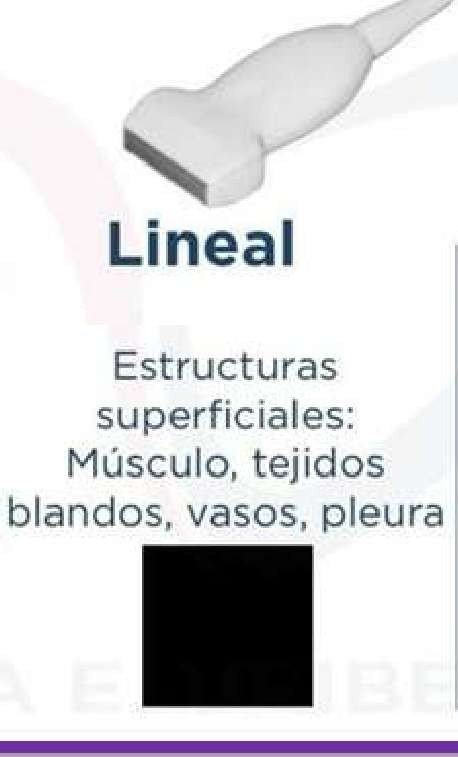 Lineal
Estructuras
superficiales:
Músculo, tejidos
blandos, vasos, pleura